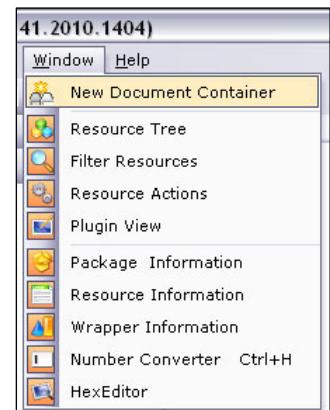 41.2010.1404)
Window Help
New Document Container
Resource Tree
Filter Resources
Resource Actions
Plugin View
Package Information
Resource Information
Wrapper Information
Number Converter Ctrl+H
HexEditor